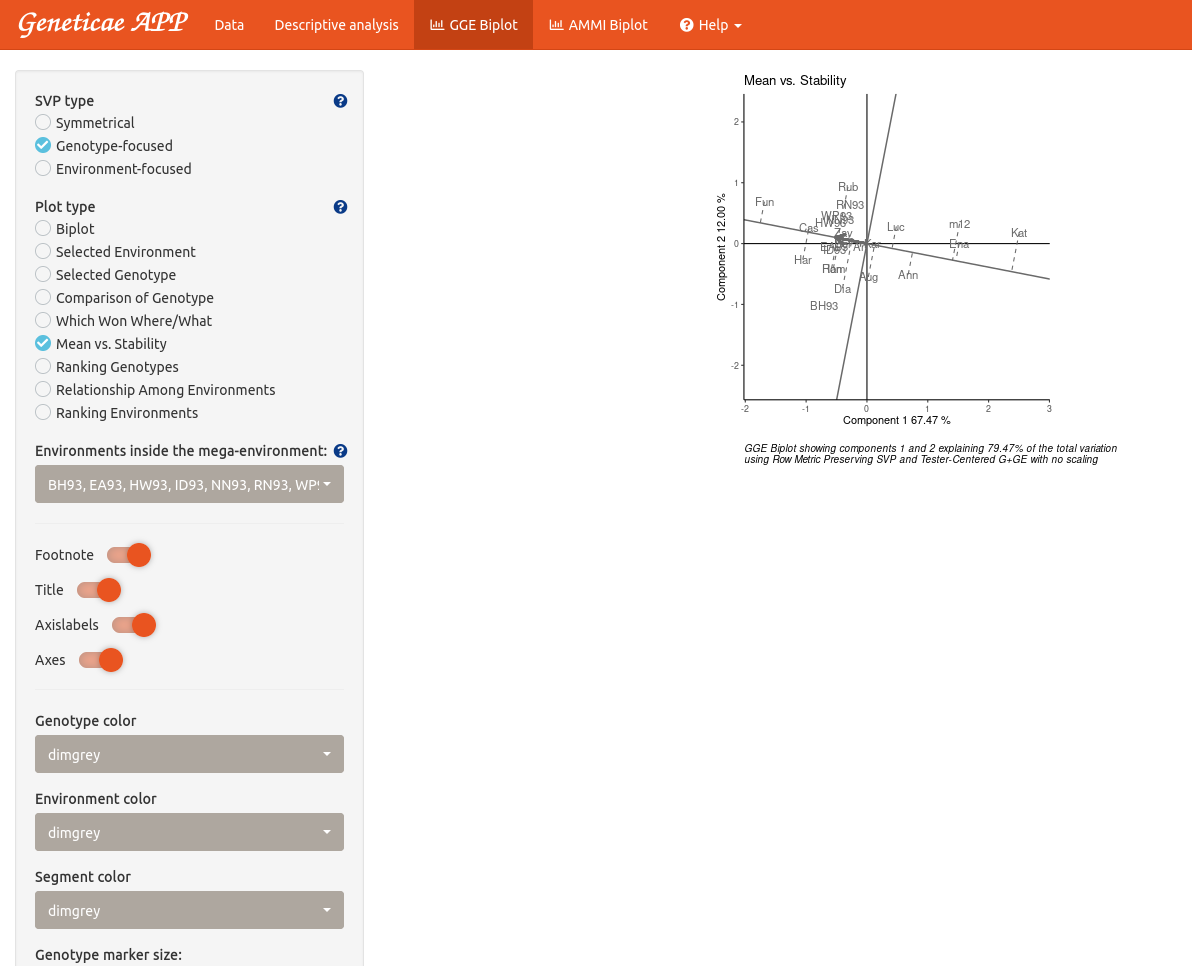 Geneticae APP
Data
Descriptive analysis
GGE Biplot
AMMI Biplot
Help
SVP type
Symmetrical
Genotype-focused
Environment-focused
Plot type
Biplot
Selected Environment
Selected Genotype
Comparison of Genotype
Which Won Where/What
Mean vs. Stability
Ranking Genotypes
Relationship Among Environments
Ranking Environments
Environments inside the mega-environment:
BH93, EA93, HW93, ID93, NN93, RN93, WP9
Footnote
Title
Axislabels
Axes
Genotype color
dimgrey
Environment color
dimgrey
Segment color
dimgrey
Genotype marker size:
Mean vs. Stability
Component 2 12.00 %
2
1
0
-1
-2
Rub
Fun
RN93
WP93
NN93
HW93
Cas
Luc
m12
Kat
Zav
Ena
EA93
ID93
Har
Ann
Aug
Dia
BH93
-2
-1
0
1
2
3
Component 1 67.47 %
GGE Biplot showing components 1 and 2 explaining 79.47% of the total variation
using Row Metric Preserving SVP and Tester-Centered G+GE with no scaling